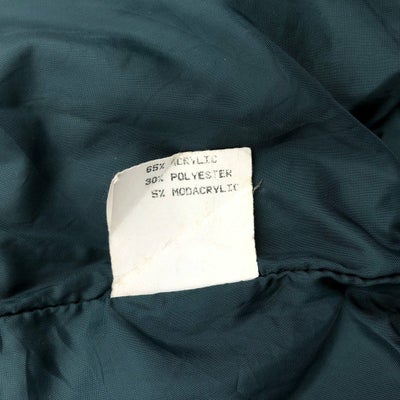 65% ACRYLIC
30% POLYESTER
5% MODACRYLIC